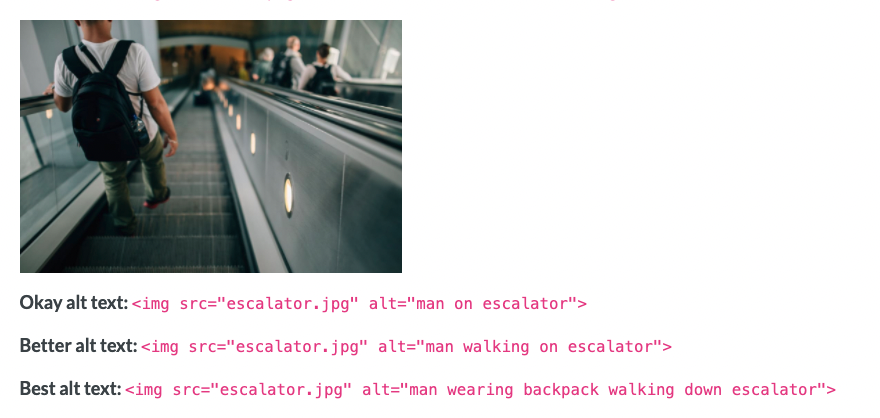 Okay alt text: <img src="escalator.jpg" alt="man on escalator">
Better alt text: <img src="escalator.jpg" alt="man walking on escalator">
Best alt text: <img src="escalator.jpg" alt="man wearing backpack walking down escalator">